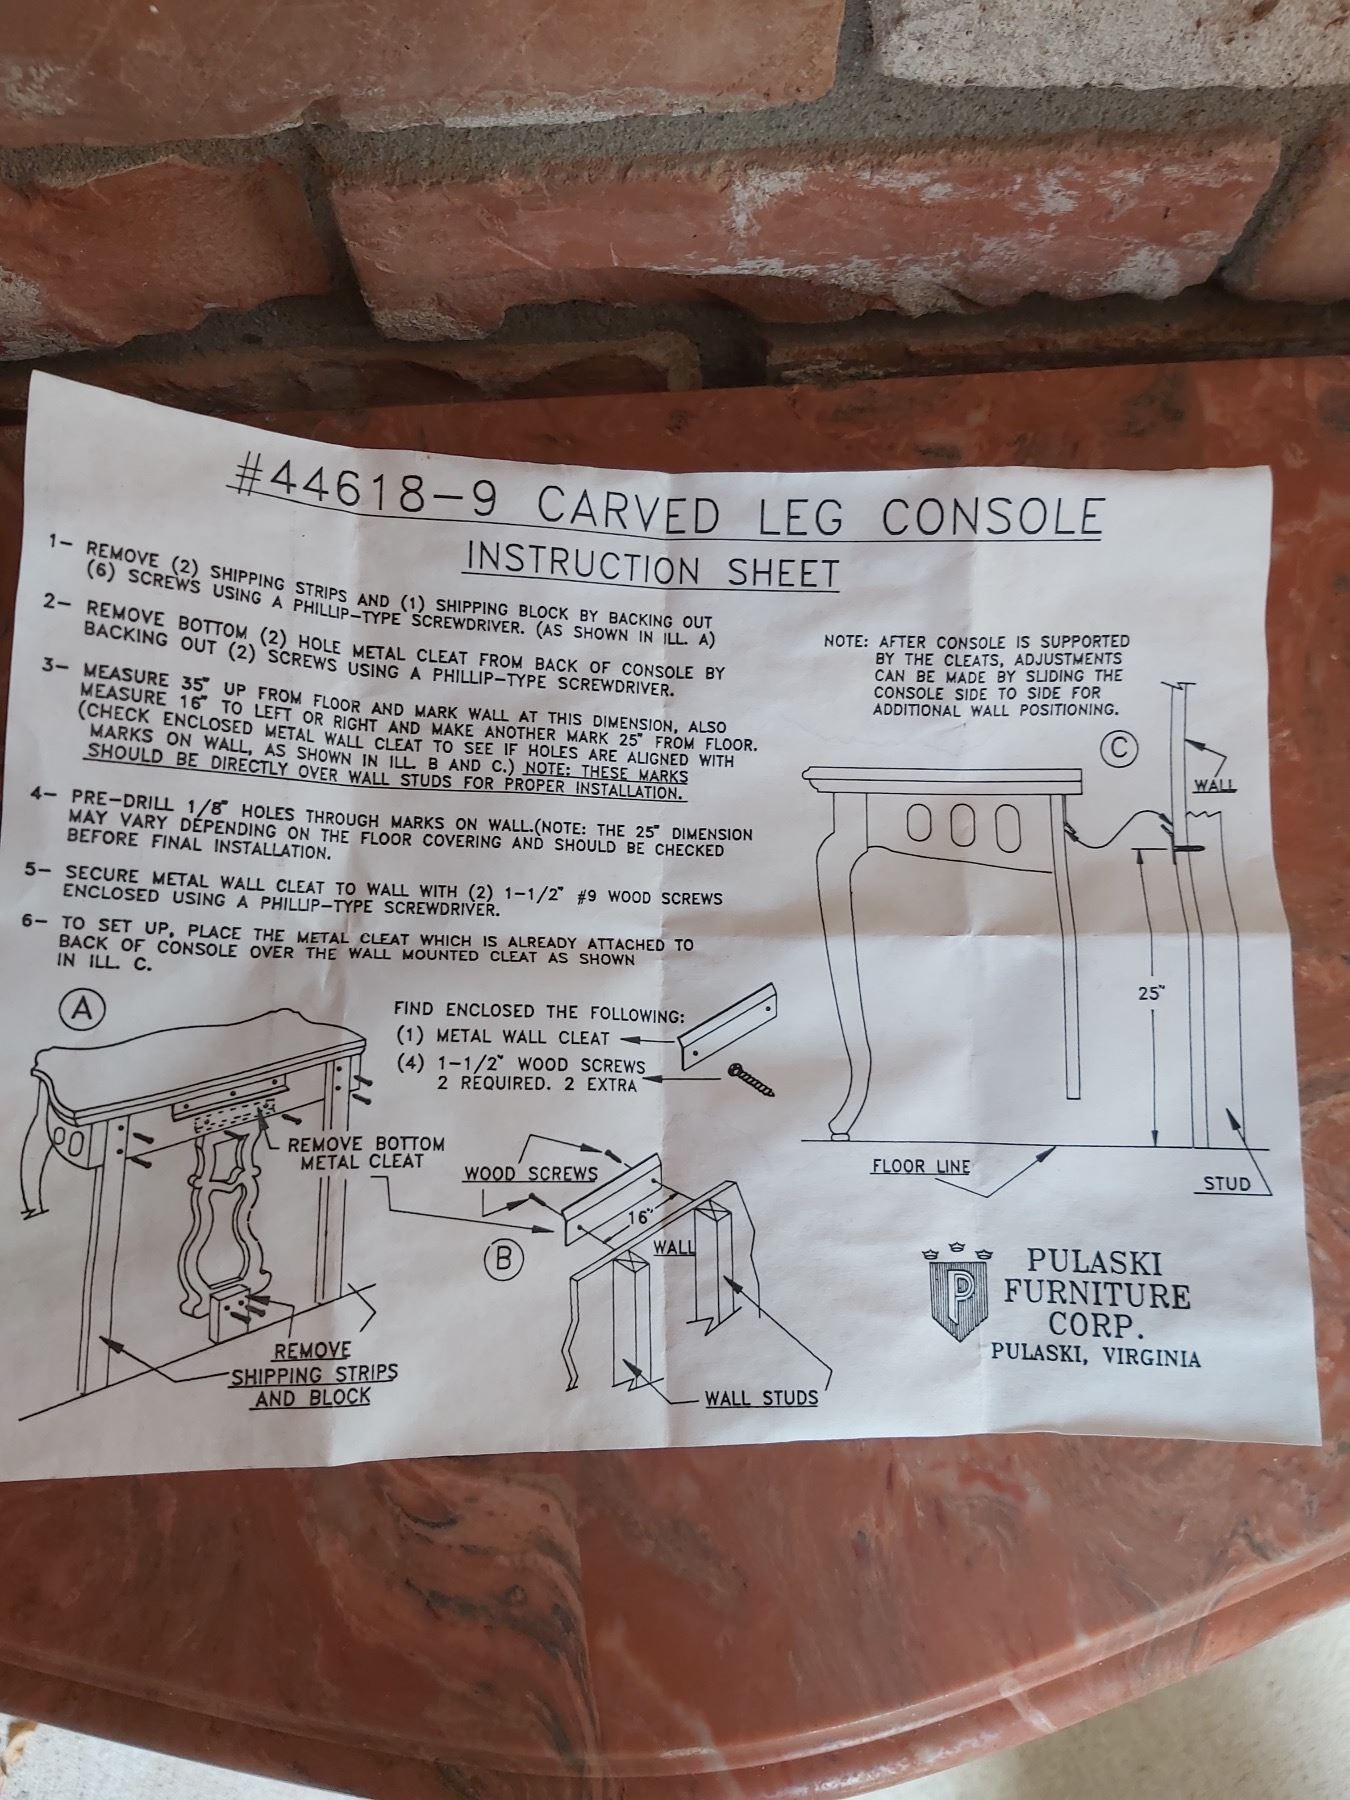 #44618-9 CARVED LEG CONSOLE
INSTRUCTION SHEET
1- REMOVE (2) SHIPPING STRIPS AND (1) SHIPPING BLOCK BY BACKING OUT
(6) SCREWS USING A PHILLIP-TYPE SCREWDRIVER. (AS SHOWN IN ILL. A)
2- REMOVE BOTTOM (2) HOLE METAL CLEAT FROM BACK OF CONSOLE BY
BACKING OUT (2) SCREWS USING A PHILLIP-TYPE SCREWDRIVER.
3- MEASURE 35" UP FROM FLOOR AND MARK WALL AT THIS DIMENSION, ALSO
MEASURE 16" TO LEFT OR RIGHT AND MAKE ANOTHER MARK 25" FROM FLOOR.
(CHECK ENCLOSED METAL WALL CLEAT TO SEE IF HOLES ARE ALIGNED WITH
MARKS ON WALL, AS SHOWN IN ILL. B AND C.) NOTE: THESE MARKS
SHOULD BE DIRECTLY OVER WALL STUDS FOR PROPER INSTALLATION.
4- PRE-DRILL 1/8" HOLES THROUGH MARKS ON WALL.(NOTE: THE 25" DIMENSION
MAY VARY DEPENDING ON THE FLOOR COVERING AND SHOULD BE CHECKED
BEFORE FINAL INSTALLATION.
5- SECURE METAL WALL CLEAT TO WALL WITH (2) 1-1/2" #9 WOOD SCREWS
ENCLOSED USING A PHILLIP-TYPE SCREWDRIVER.
6- TO SET UP, PLACE THE METAL CLEAT WHICH IS ALREADY ATTACHED TO
BACK OF CONSOLE OVER THE WALL MOUNTED CLEAT AS SHOWN
IN ILL. C.
NOTE: AFTER CONSOLE IS SUPPORTED
BY THE CLEATS, ADJUSTMENTS
CAN BE MADE BY SLIDING THE
CONSOLE SIDE TO SIDE FOR
ADDITIONAL WALL POSITIONING.
C
WALL
25"
FLOOR LINE
STUD
A
FIND ENCLOSED THE FOLLOWING:
(1) METAL WALL CLEAT
(4) 1-1/2" WOOD SCREWS
2 REQUIRED. 2 EXTRA
REMOVE BOTTOM
METAL CLEAT
REMOVE
SHIPPING STRIPS
AND BLOCK
WOOD SCREWS
16"
B
WALL
WALL STUDS
P
PULASKI
FURNITURE
CORP.
PULASKI, VIRGINIA